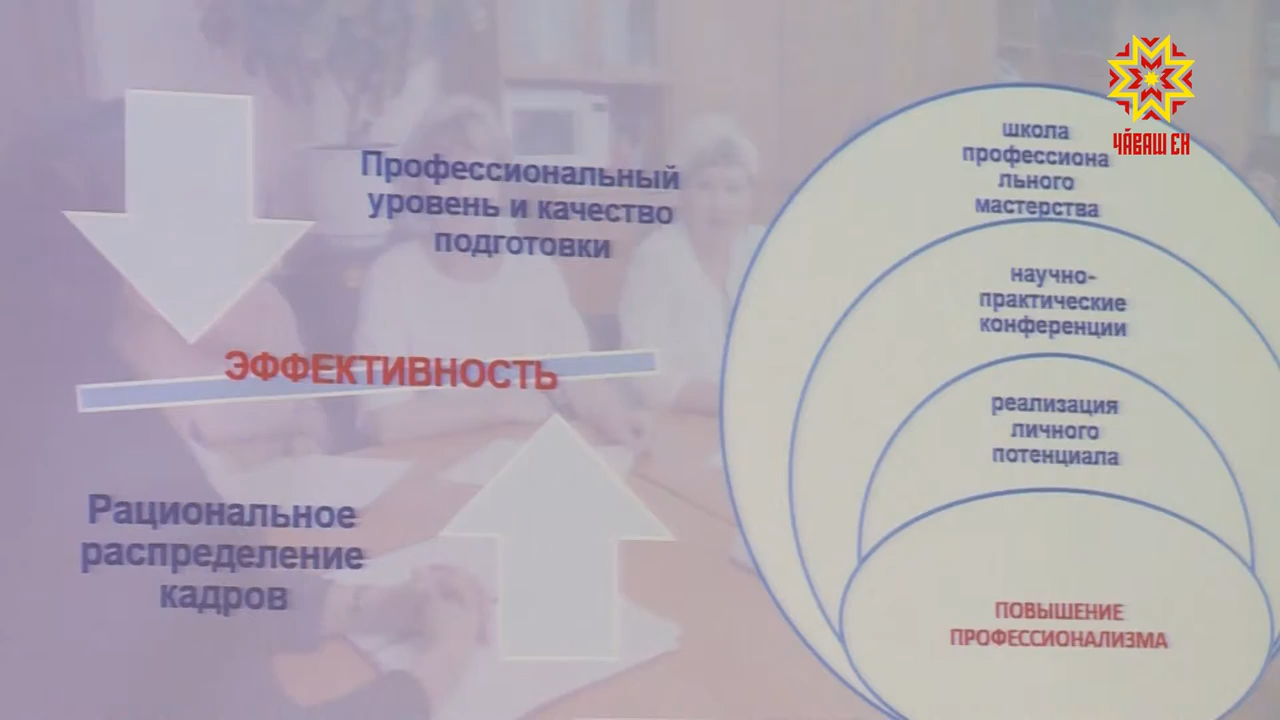 ЧӐВАШ ЕН
Профессиональный
уровень и качество
подготовки
ЭФФЕКТИВНОСТЬ
Рациональное
распределение
кадров
школа
профессиона
льного
мастерства
научно-
практические
конференции
реализация
личного
потенциала
ПОВЫШЕНИЕ
ПРОФЕССИОНАЛИЗМА